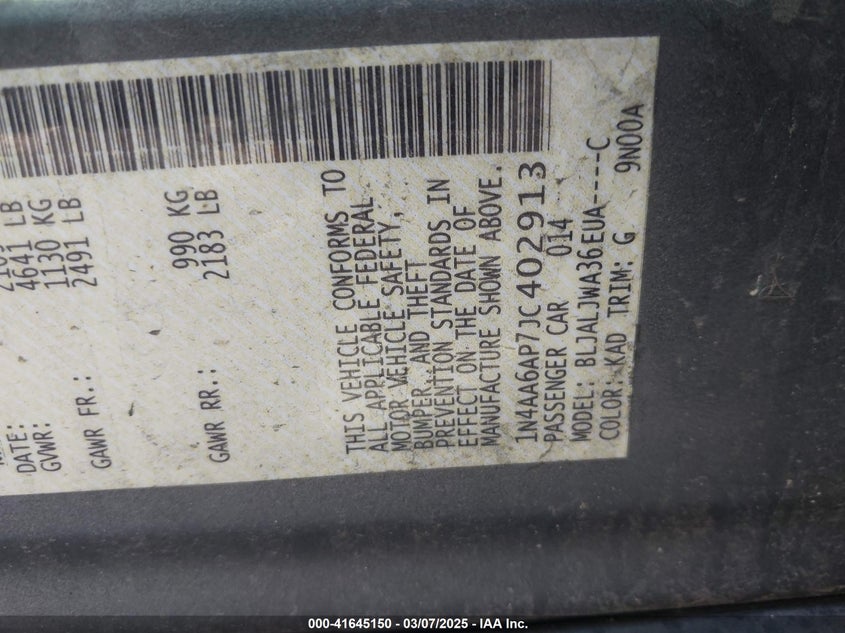 DATE:
GVWR:
4641 LB
GAWR FR.: 1130 KG
2491 LB
GAWR RR.: 990 KG
2183 LB
THIS VEHICLE CONFORMS TO
ALL APPLICABLE FEDERAL
MOTOR VEHICLE SAFETY,
BUMPER, AND THEFT
PREVENTION STANDARDS IN
EFFECT ON THE DATE OF
MANUFACTURE SHOWN ABOVE.
1N4AA6AP7JC402913
PASSENGER CAR 014
MODEL: BLJALJWA36EUA----C
COLOR: KAD TRIM: G 9N00A
000-41645150 — 03/07/2025 — IAA Inc.